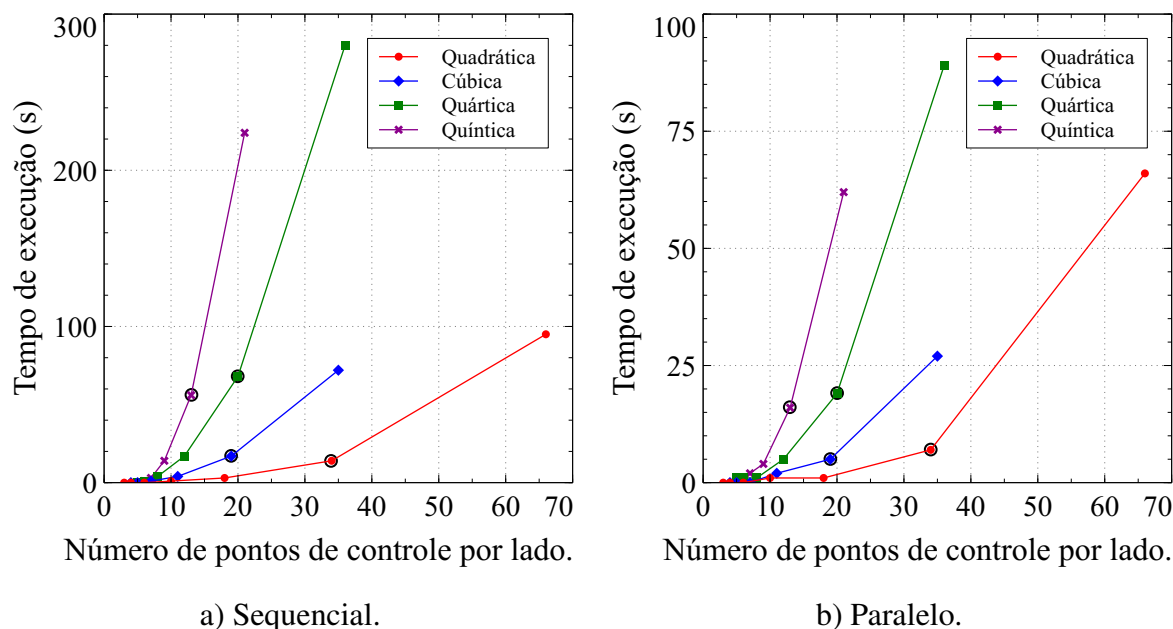 300
200
100
0
Tempo de execução (s)
Quadrática
Cúbica
Quártica
Quíntica
0 10 20 30 40 50 60 70
Número de pontos de controle por lado.
a) Sequencial.
100
75
50
25
0
Tempo de execução (s)
Quadrática
Cúbica
Quártica
Quíntica
0 10 20 30 40 50 60 70
Número de pontos de controle por lado.
b) Paralelo.